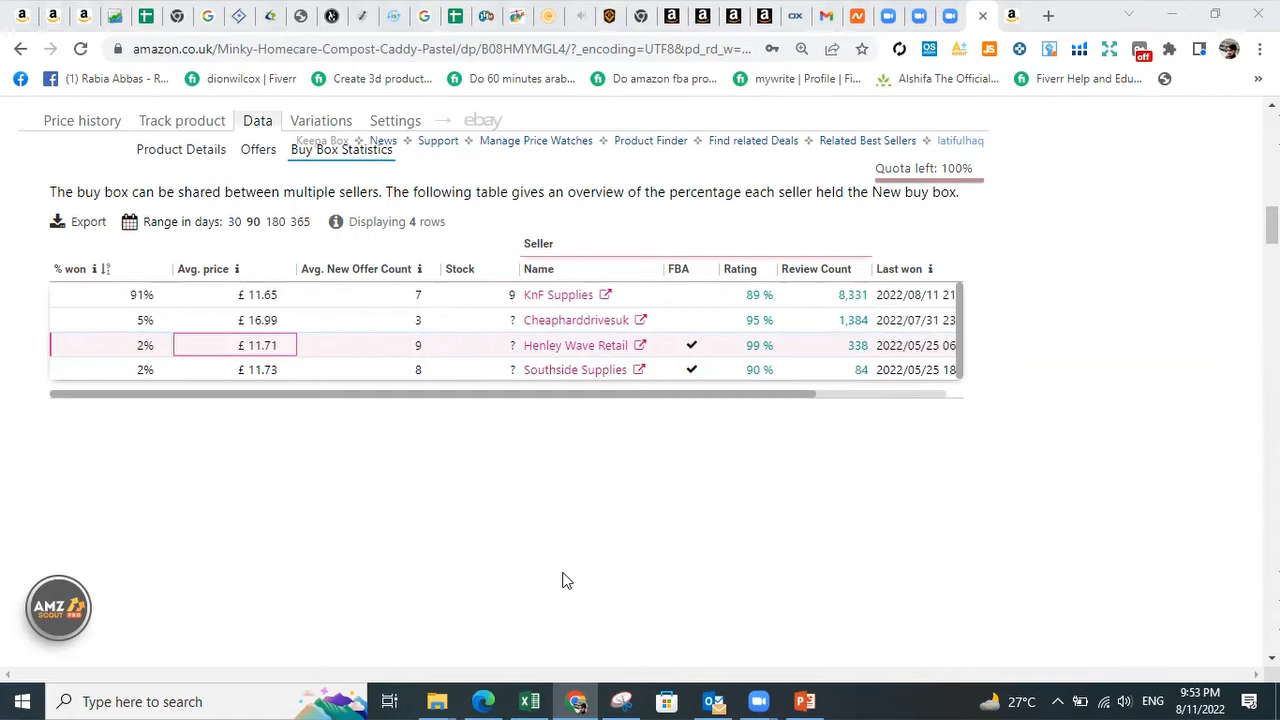 amazon.co.uk/Minky-Homecare-Compost-Caddy-Pastel/dp/B08HMYMGL4/?_encoding=UTF8&pd_rd_w=...
off
(1) Rabia Abbas - R...
dionwilcox | Fiverr
Create 3d product...
Do 60 minutes arab...
Do amazon fba pro...
mywrite | Profile | Fi...
Alshifa The Official...
Fiverr Help and Edu...
»
Price history
Track product
Data
Variations
Settings
ebay
Keepa Box
News
Support
Manage Price Watches
Product Finder
Find related Deals
Related Best Sellers
latifulhaq
Product Details
Buy Box Statistics
Quota left: 100%
The buy box can be shared between multiple sellers. The following table gives an overview of the percentage each seller held the New buy box.
Export Range in days: 30 90 180 365 Displaying 4 rows
Seller
% won Avg. price Avg. New Offer Count Stock Name FBA Rating Review Count Last won
91% £ 11.65 7 9 KnF Supplies 89 % 8,331 2022/08/11 21
5% £ 16.99 3 ? Cheapharddrivesuk 95 % 1,384 2022/07/31 23
2% £ 11.71 9 ? Henley Wave Retail 99 % 338 2022/05/25 06
2% £ 11.73 8 ? Southside Supplies 90 % 84 2022/05/25 18
AMZ
SCOUT PRO
Type here to search
27°C
ENG
9:53 PM
8/11/2022